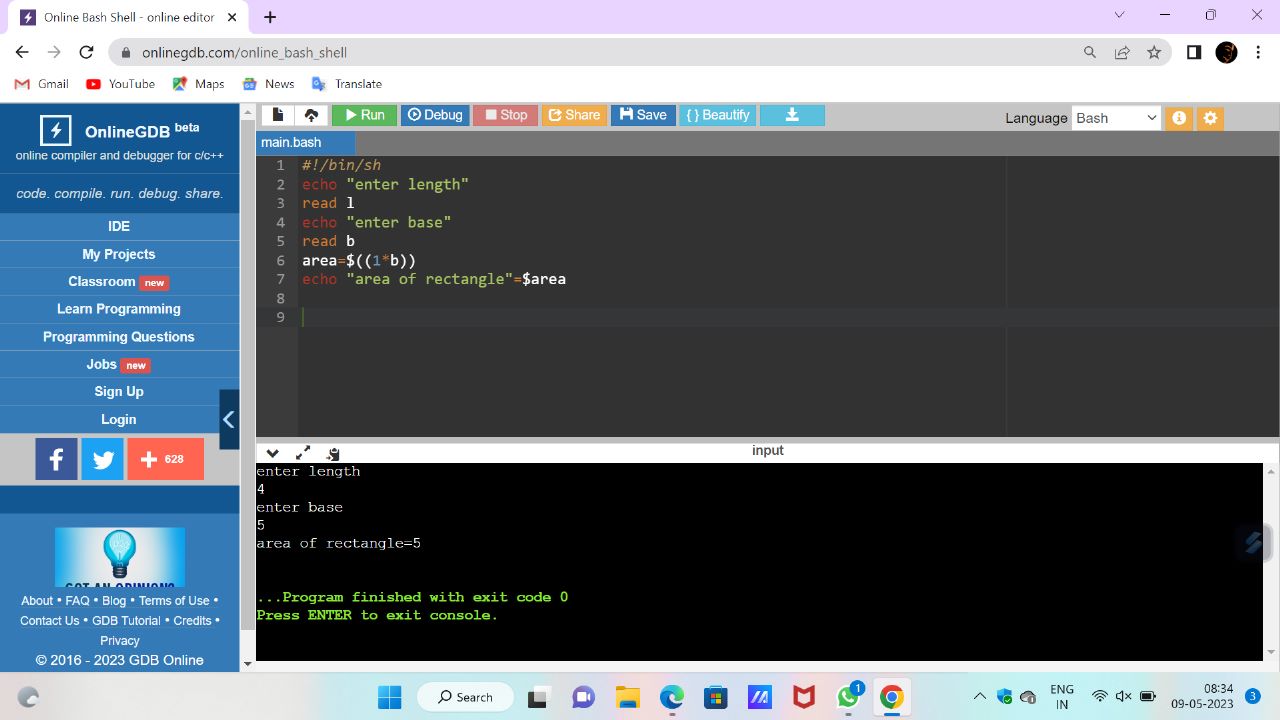 Online Bash Shell - online editor
onlinegdb.com/online_bash_shell
Gmail YouTube Maps News Translate
OnlineGDB beta
online compiler and debugger for c/c++
code. compile. run. debug. share.
IDE
My Projects
Classroom new
Learn Programming
Programming Questions
Jobs new
Sign Up
Login
628
GOT AN OPINION?
About • FAQ • Blog • Terms of Use •
Contact Us • GDB Tutorial • Credits •
Privacy
© 2016 - 2023 GDB Online
Run Debug Stop Share Save { } Beautify
Language Bash
main.bash
1 #!/bin/sh
2 echo "enter length"
3 read l
4 echo "enter base"
5 read b
6 area=$((1*b))
7 echo "area of rectangle"=$area
8
9
input
enter length
4
enter base
5
area of rectangle=5
...Program finished with exit code 0
Press ENTER to exit console.
Search
1
ENG
IN
08:34
09-05-2023
3